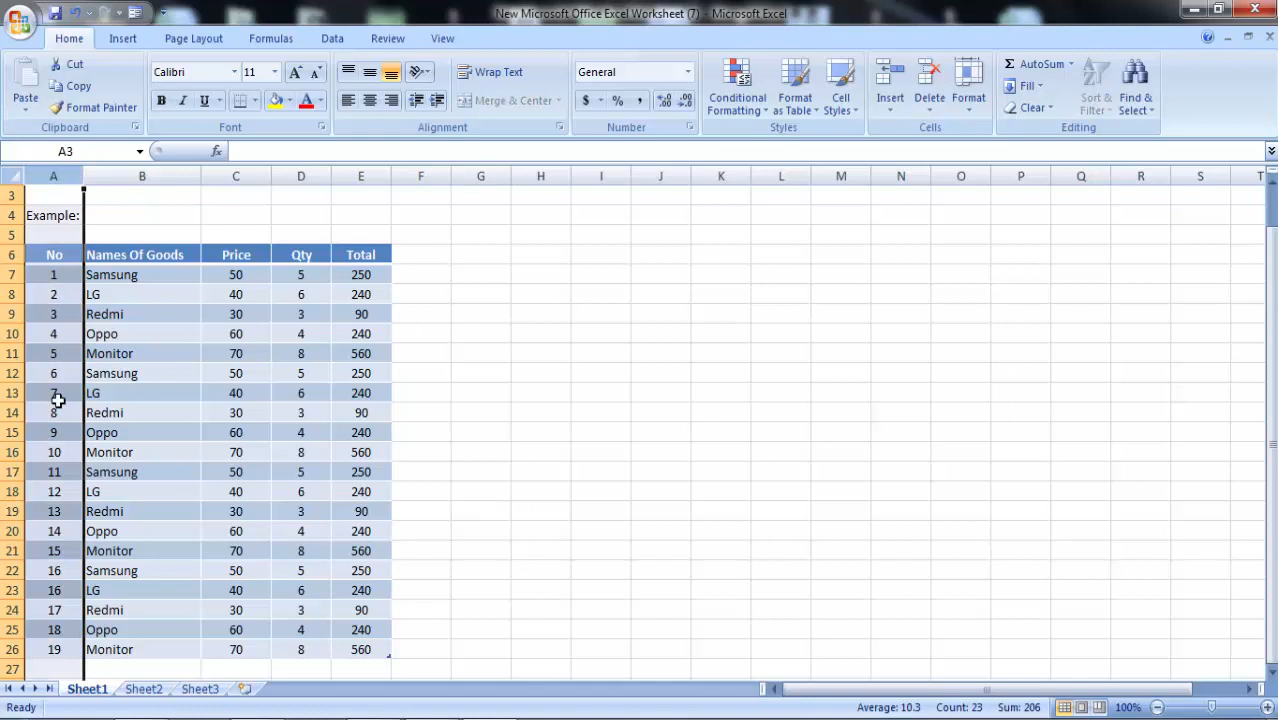 New Microsoft Office Excel Worksheet (7) - Microsoft Excel
Home Insert Page Layout Formulas Data Review View
Paste Cut Copy Format Painter Clipboard
Calibri 11 A A B I U A Font
Wrap Text Merge & Center Alignment
General $ % , .0 .00 .00 .0 Number
Conditional Formatting Format as Table Cell Styles Styles
Insert Delete Format Cells
AutoSum Fill Clear Sort & Filter Find & Select Editing
A3 fx
A B C D E F G H I J K L M N O P Q R S T
3
4 Example:
5
6 No Names Of Goods Price Qty Total
7 1 Samsung 50 5 250
8 2 LG 40 6 240
9 3 Redmi 30 3 90
10 4 Oppo 60 4 240
11 5 Monitor 70 8 560
12 6 Samsung 50 5 250
13 7 LG 40 6 240
14 8 Redmi 30 3 90
15 9 Oppo 60 4 240
16 10 Monitor 70 8 560
17 11 Samsung 50 5 250
18 12 LG 40 6 240
19 13 Redmi 30 3 90
20 14 Oppo 60 4 240
21 15 Monitor 70 8 560
22 16 Samsung 50 5 250
23 16 LG 40 6 240
24 17 Redmi 30 3 90
25 18 Oppo 60 4 240
26 19 Monitor 70 8 560
27
Sheet1 Sheet2 Sheet3
Ready Average: 10.3 Count: 23 Sum: 206 100%